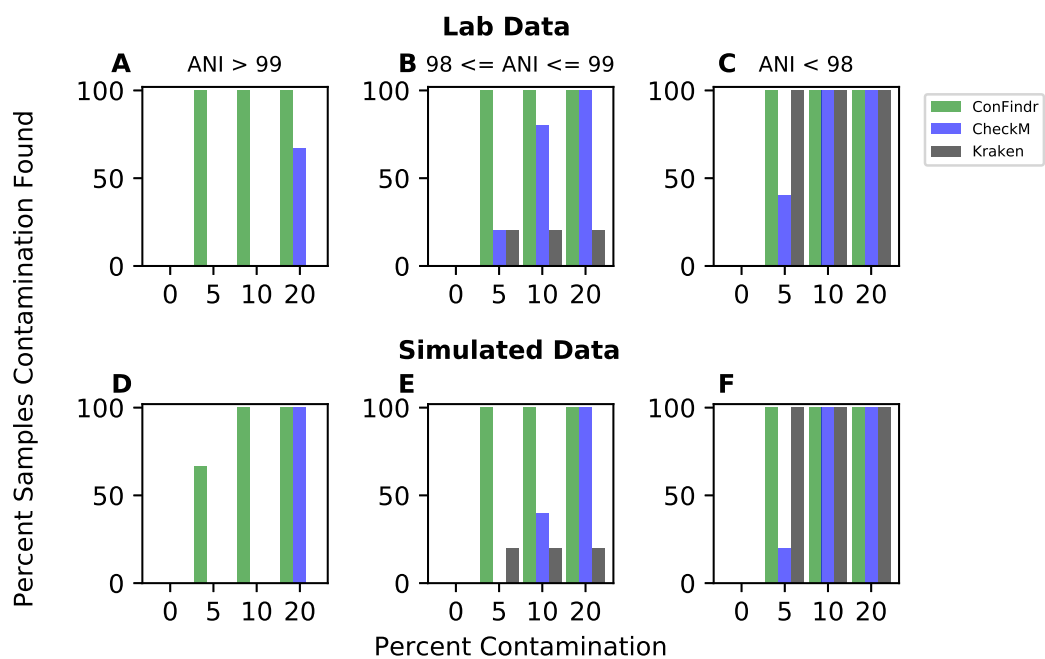 Lab Data
A ANI > 99
B 98 <= ANI <= 99
C ANI < 98
100
50
0
0 5 10 20
100
50
0
0 5 10 20
100
50
0
0 5 10 20
ConFindr
CheckM
Kraken
Percent Samples Contamination Found
Simulated Data
D
E
F
100
50
0
0 5 10 20
100
50
0
0 5 10 20
100
50
0
0 5 10 20
Percent Contamination